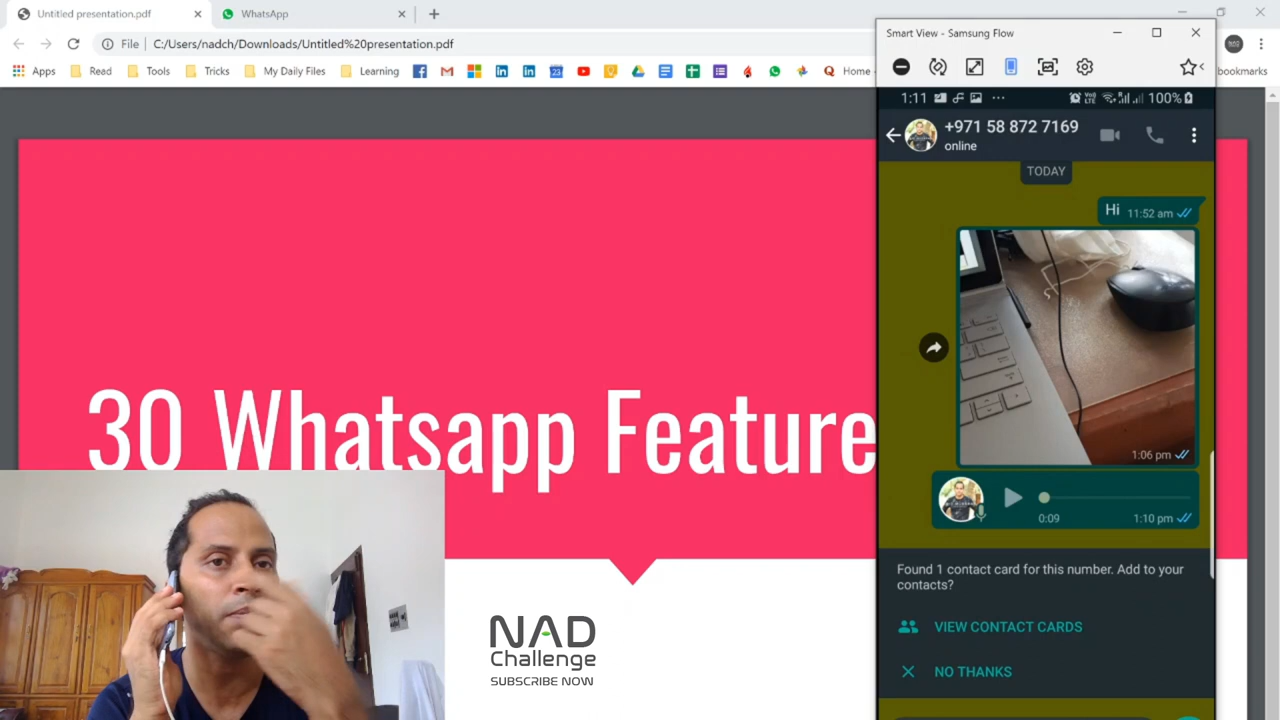 Untitled presentation.pdf
WhatsApp
File
C:/Users/nadch/Downloads/Untitled%20presentation.pdf
Apps
Read
Tools
Tricks
My Daily Files
Learning
Home
bookmarks
30 Whatsapp Feature
NAD
Challenge
SUBSCRIBE NOW
Smart View - Samsung Flow
1:11
100%
+971 58 872 7169
online
TODAY
Hi 11:52 am
1:06 pm
0:09 1:10 pm
Found 1 contact card for this number. Add to your
contacts?
VIEW CONTACT CARDS
NO THANKS